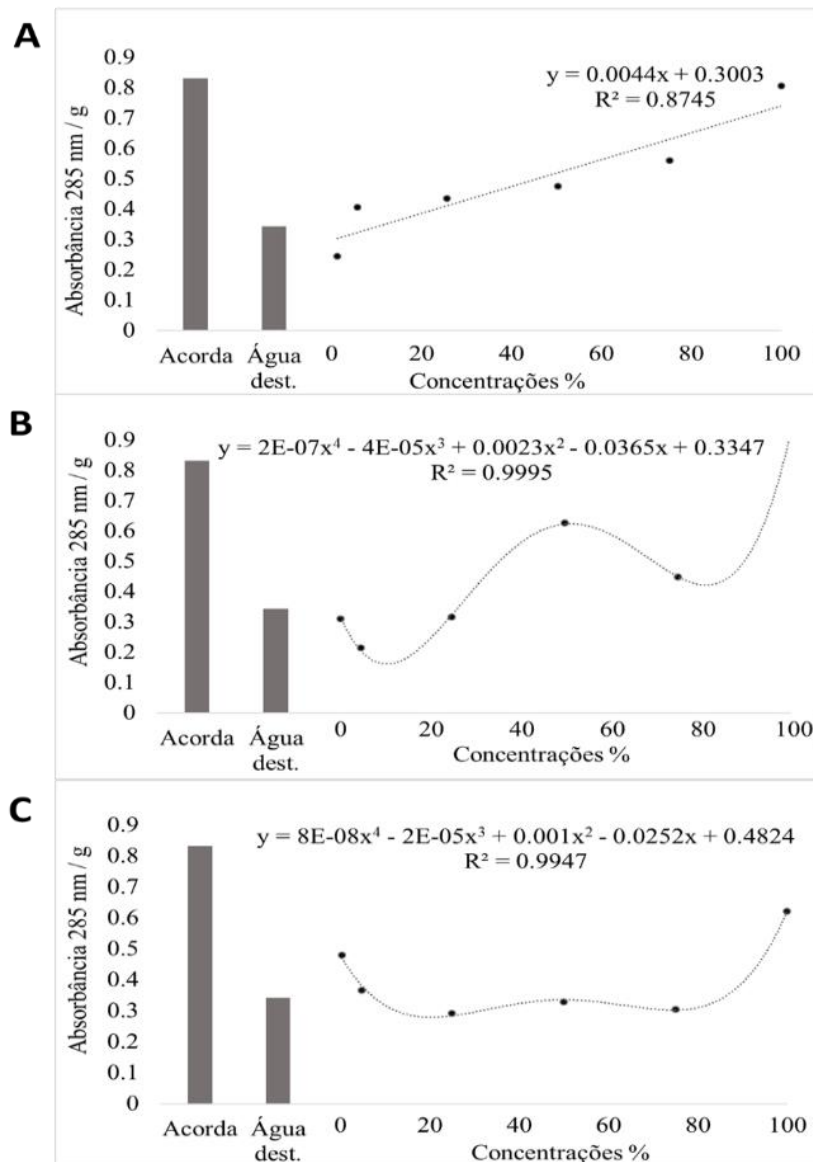 A
0.9
0.8
0.7
0.6
0.5
0.4
0.3
0.2
0.1
0
Absorbância 285 nm / g
y = 0.0044x + 0.3003
R² = 0.8745
Acorda
Água
dest.
0 20 40 60 80 100
Concentrações %
B
0.9
0.8
0.7
0.6
0.5
0.4
0.3
0.2
0.1
0
Absorbância 285 nm / g
y = 2E-07x⁴ - 4E-05x³ + 0.0023x² - 0.0365x + 0.3347
R² = 0.9995
Acorda
Água
dest.
0 20 40 60 80 100
Concentrações %
C
0.9
0.8
0.7
0.6
0.5
0.4
0.3
0.2
0.1
0
Absorbância 285 nm / g
y = 8E-08x⁴ - 2E-05x³ + 0.001x² - 0.0252x + 0.4824
R² = 0.9947
Acorda
Água
dest.
0 20 40 60 80 100
Concentrações %